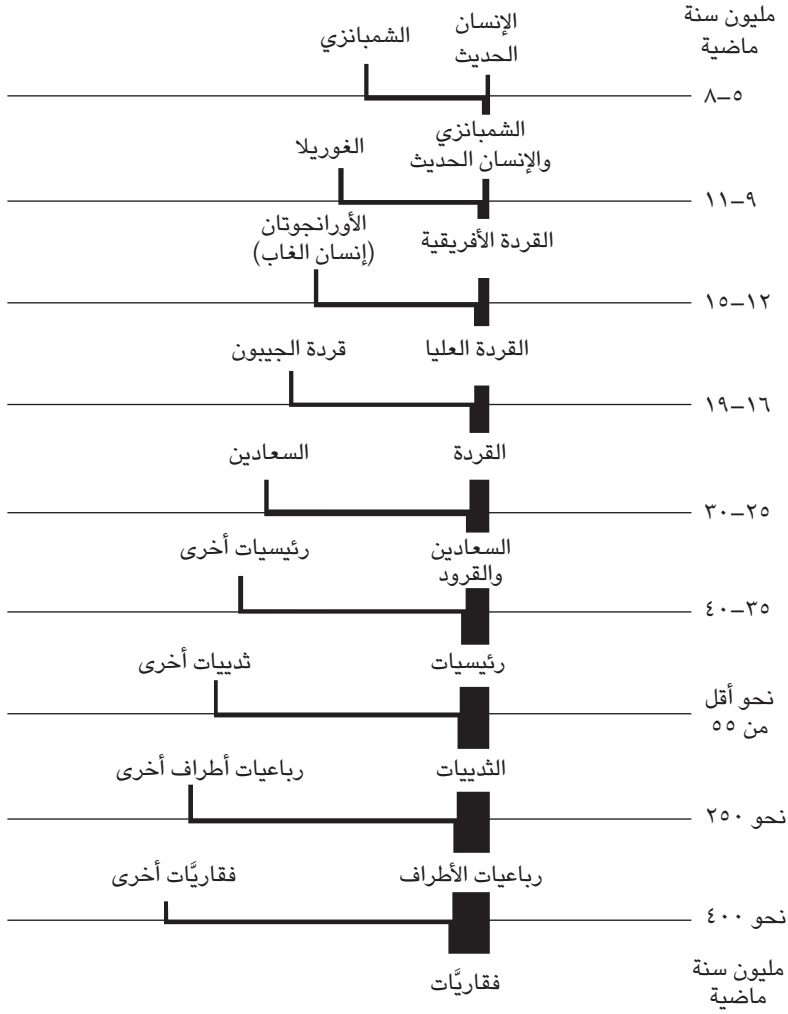 مليون سنة
ماضية
الإنسان
الحديث
الشمبانزي
٥–٨
الشمبانزي
والإنسان الحديث
الغوريلا
٩–١١
القردة الأفريقية
الأورانجوتان
(إنسان الغاب)
١٢–١٥
القردة العليا
قردة الجيبون
١٦–١٩
القردة
السعادين
٢٥–٣٠
السعادين
والقرود
رئيسيات أخرى
٣٥–٤٠
رئيسيات
ثدييات أخرى
نحو أقل
من ٥٥
الثدييات
رباعيات أطراف أخرى
نحو ٢٥٠
رباعيات الأطراف
فقاريَّات أخرى
نحو ٤٠٠
فقاريَّات
مليون سنة
ماضية